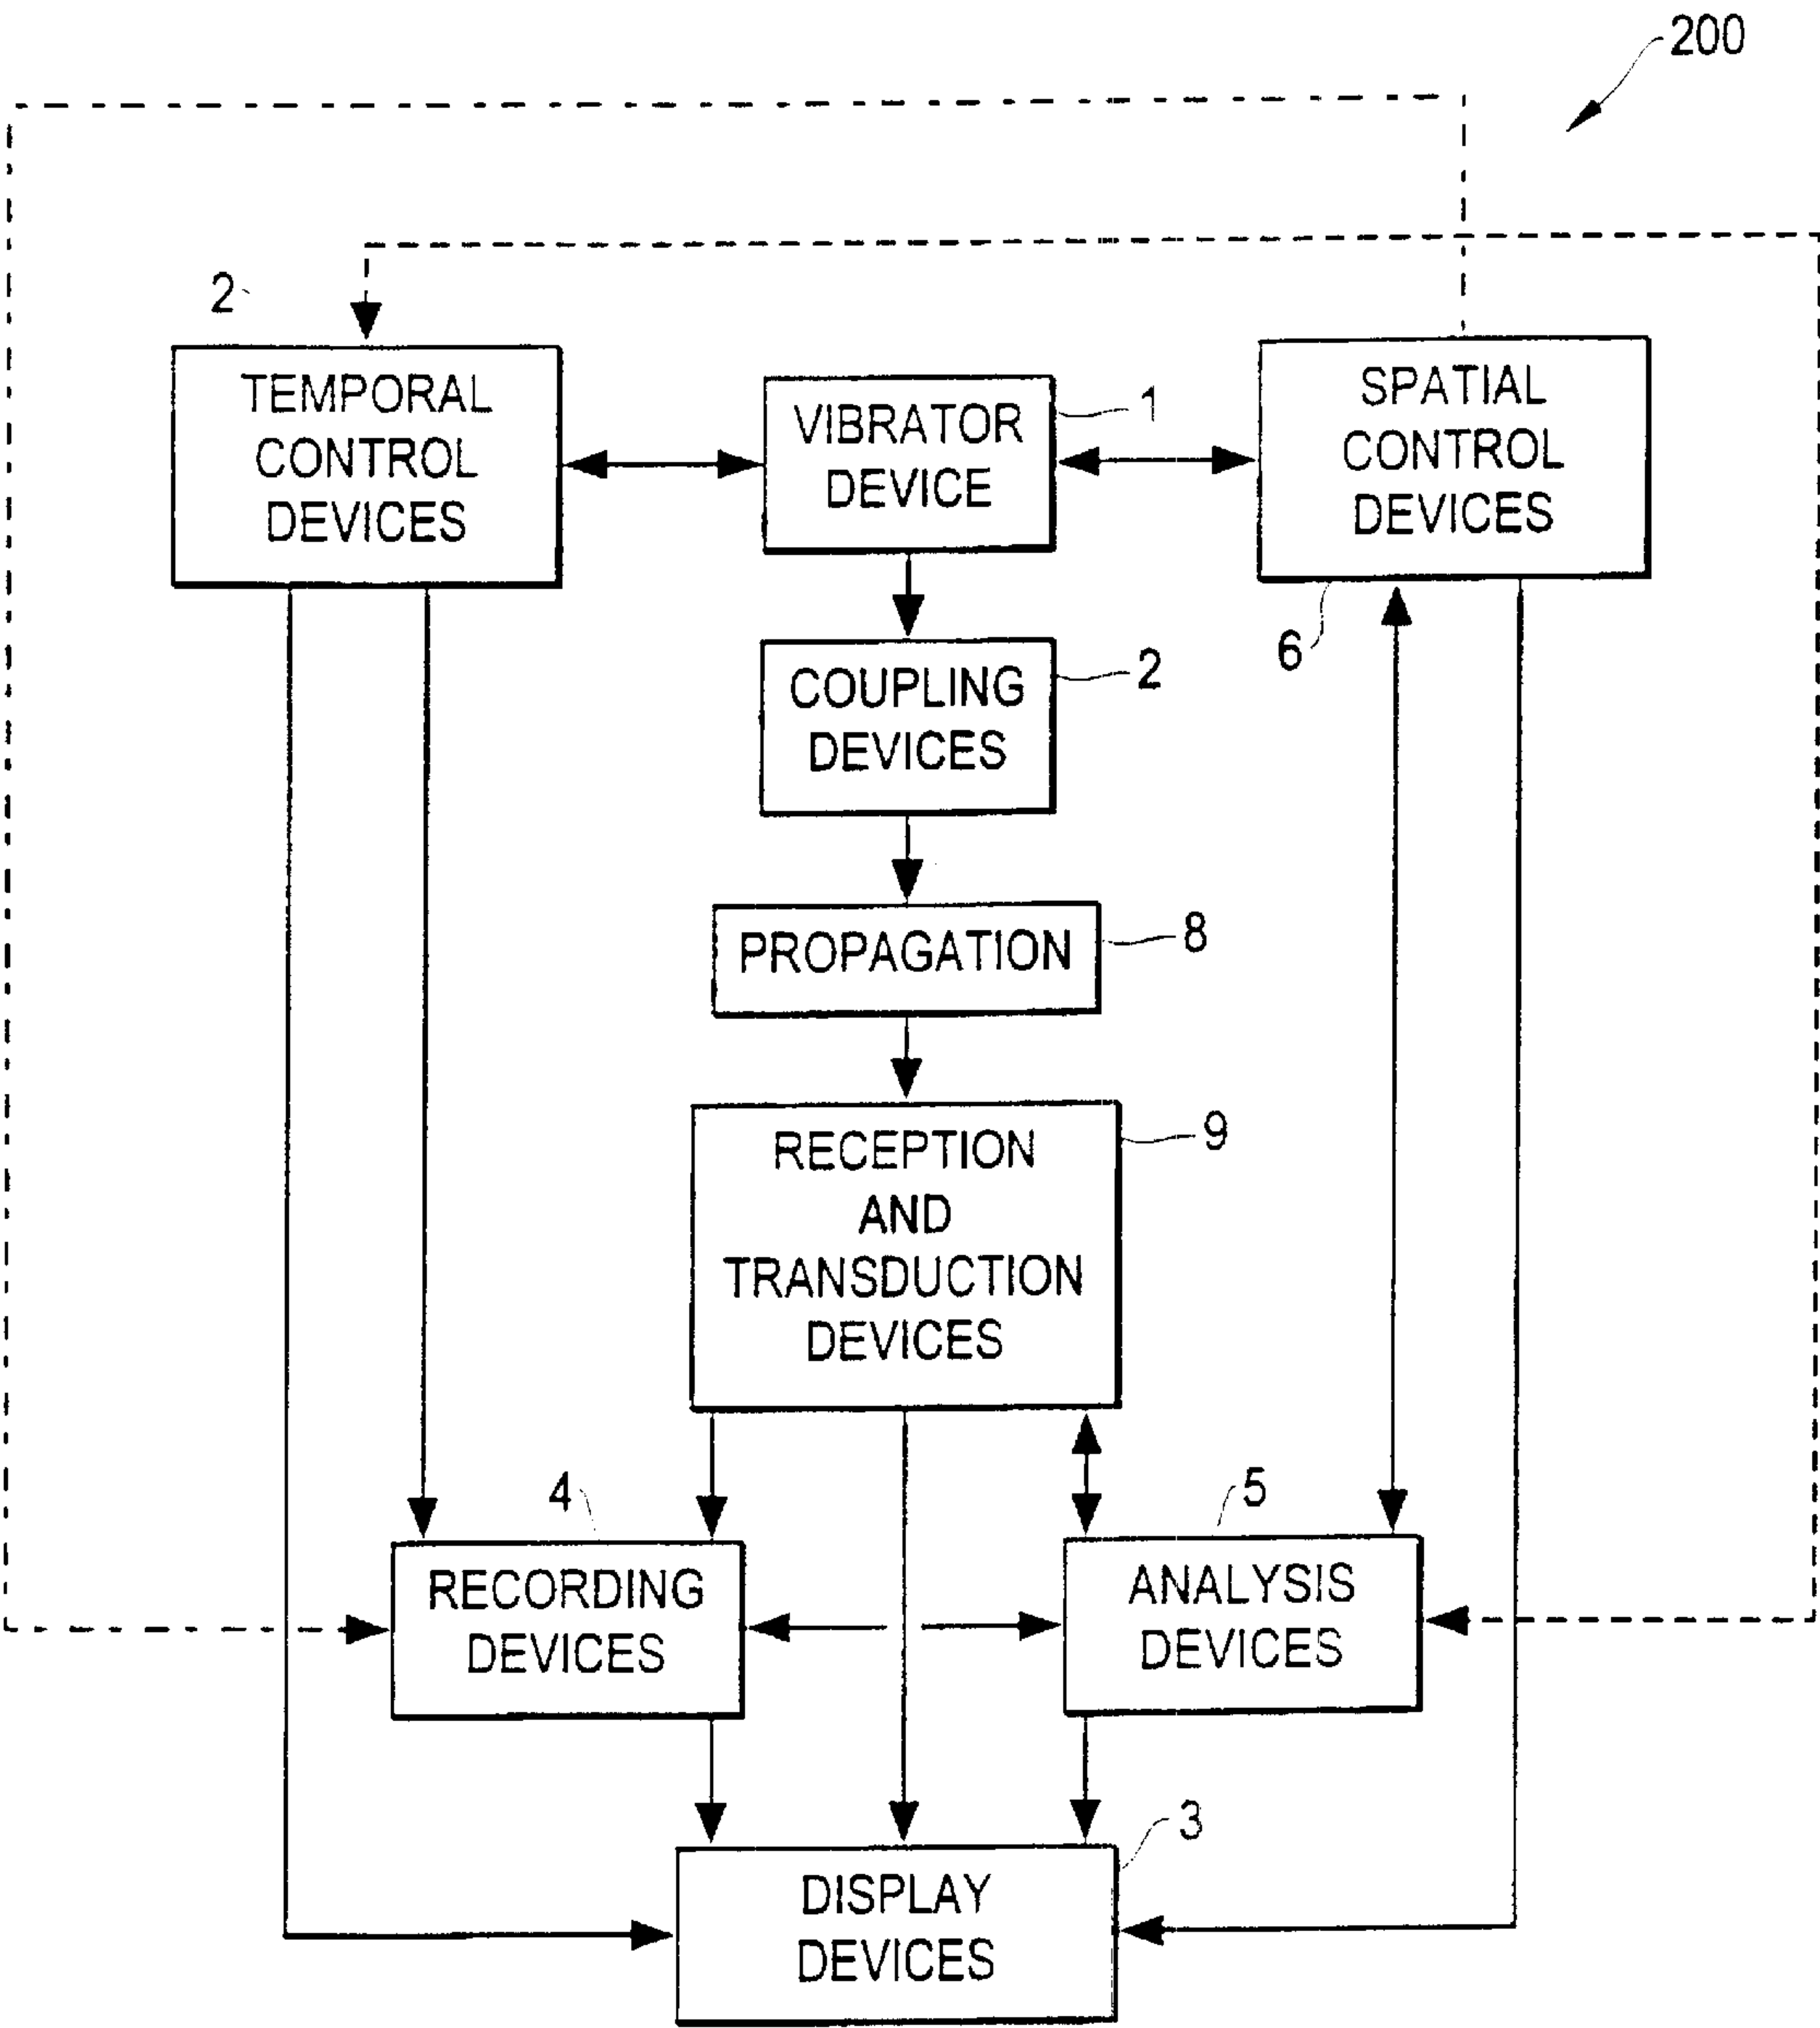 200
2
TEMPORAL
CONTROL
DEVICES
VIBRATOR
DEVICE
1
SPATIAL
CONTROL
DEVICES
6
COUPLING
DEVICES
2
PROPAGATION
8
RECEPTION
AND
TRANSDUCTION
DEVICES
9
4
RECORDING
DEVICES
5
ANALYSIS
DEVICES
3
DISPLAY
DEVICES